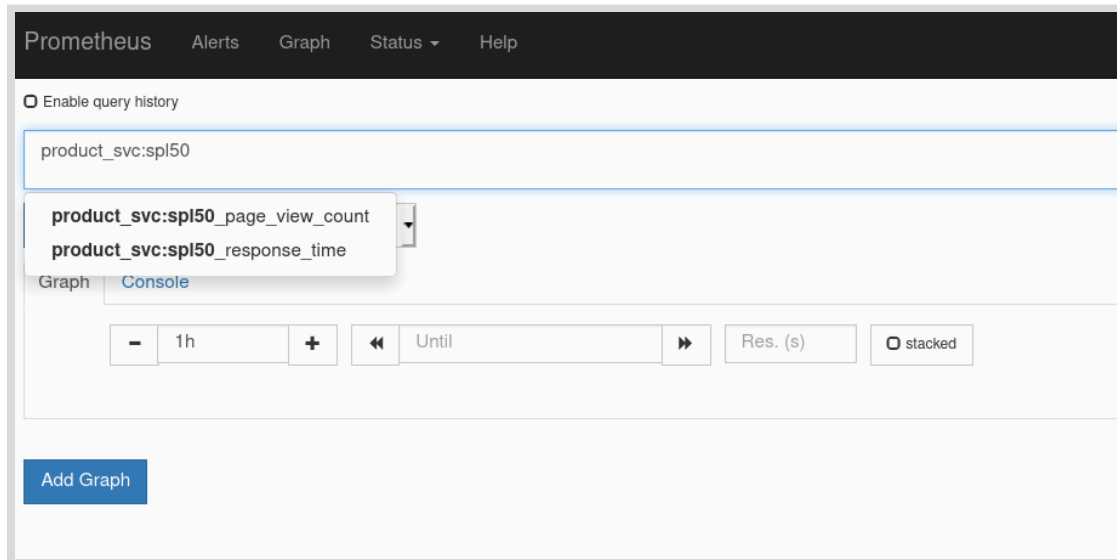 Prometheus Alerts Graph Status Help
Enable query history
product_svc:spl50
product_svc:spl50_page_view_count
product_svc:spl50_response_time
Graph Console
1h Until Res. (s) stacked
Add Graph